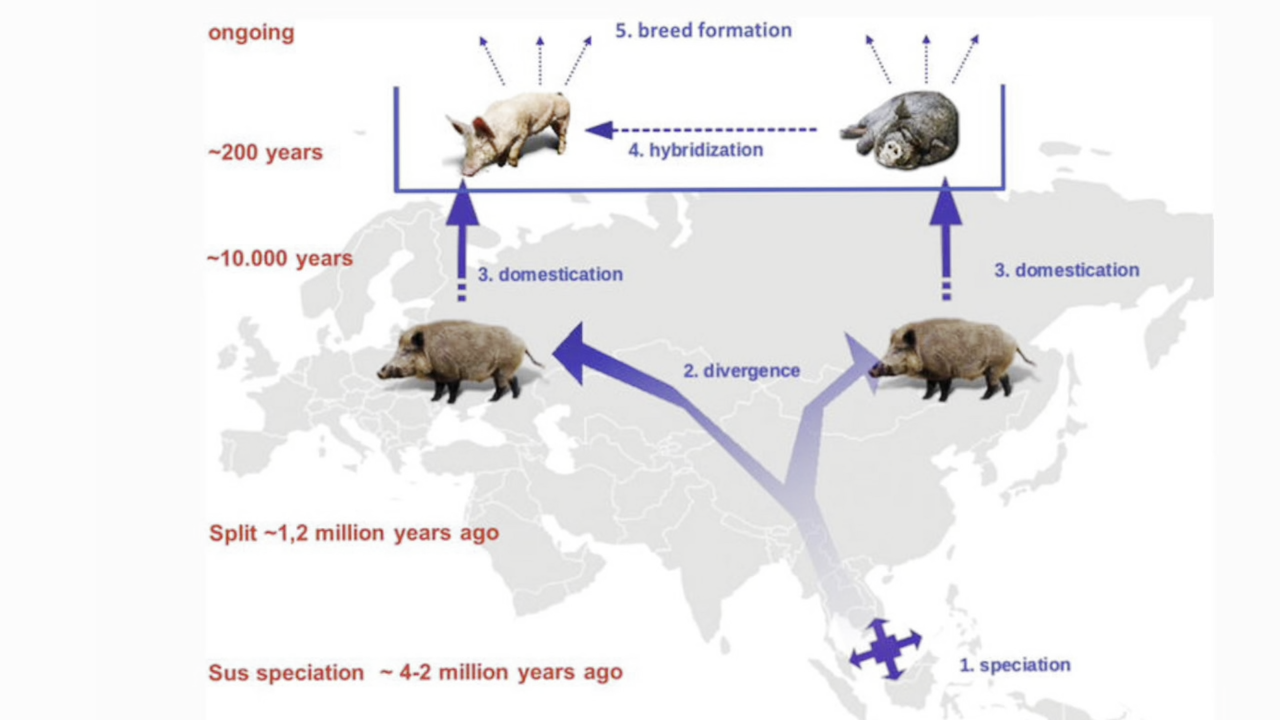 ongoing
5. breed formation
~200 years
4. hybridization
~10.000 years
3. domestication
3. domestication
2. divergence
Split ~1,2 million years ago
Sus speciation ~ 4-2 million years ago
1. speciation